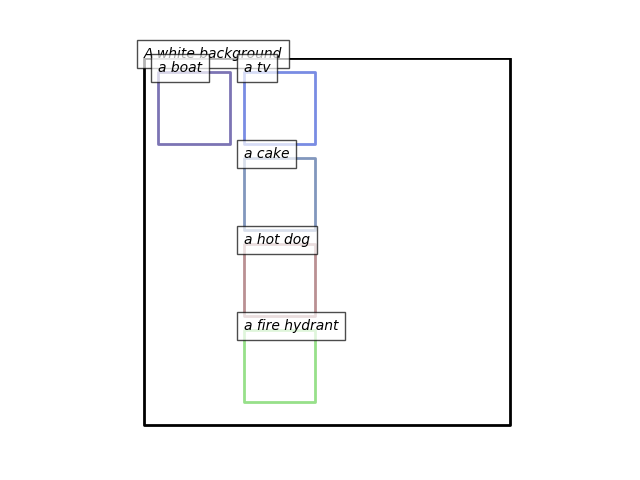 A white background
a boat
a tv
a cake
a hot dog
a fire hydrant